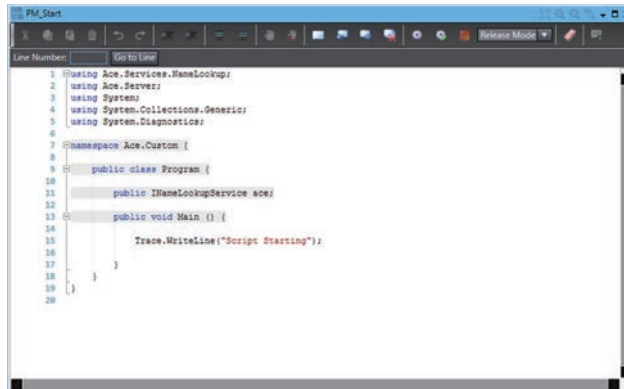 PM_Start
Release Mode
Line Number: Go to Line
1 using Ace.Services.NameLookup;
2 using Ace.Server;
3 using System;
4 using System.Collections.Generic;
5 using System.Diagnostics;
6
7 namespace Ace.Custom {
8
9 public class Program {
10
11 public INameLookupService ace;
12
13 public void Main () {
14
15 Trace.WriteLine("Script Starting");
16
17 }
18 }
19 }
20